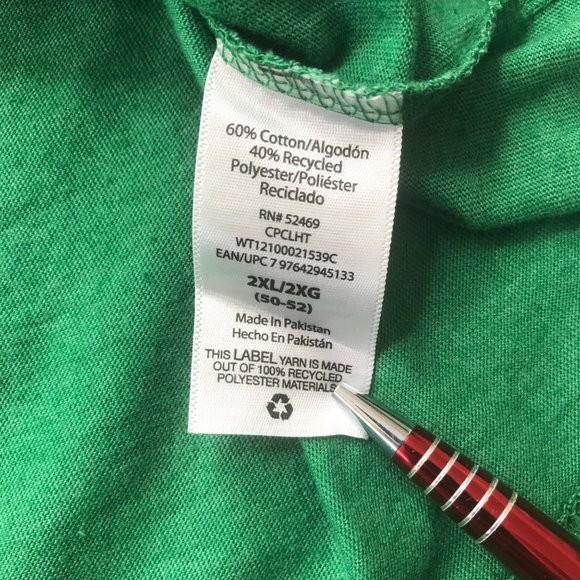 60% Cotton/Algodón
40% Recycled
Polyester/Poliéster
Reciclado
RN# 52469
CPCLHT
WT12100021539C
EAN/UPC 7 97642945133
2XL/2XG
(50-52)
Made In Pakistan
Hecho En Pakistán
THIS LABEL YARN IS MADE
OUT OF 100% RECYCLED
POLYESTER MATERIALS